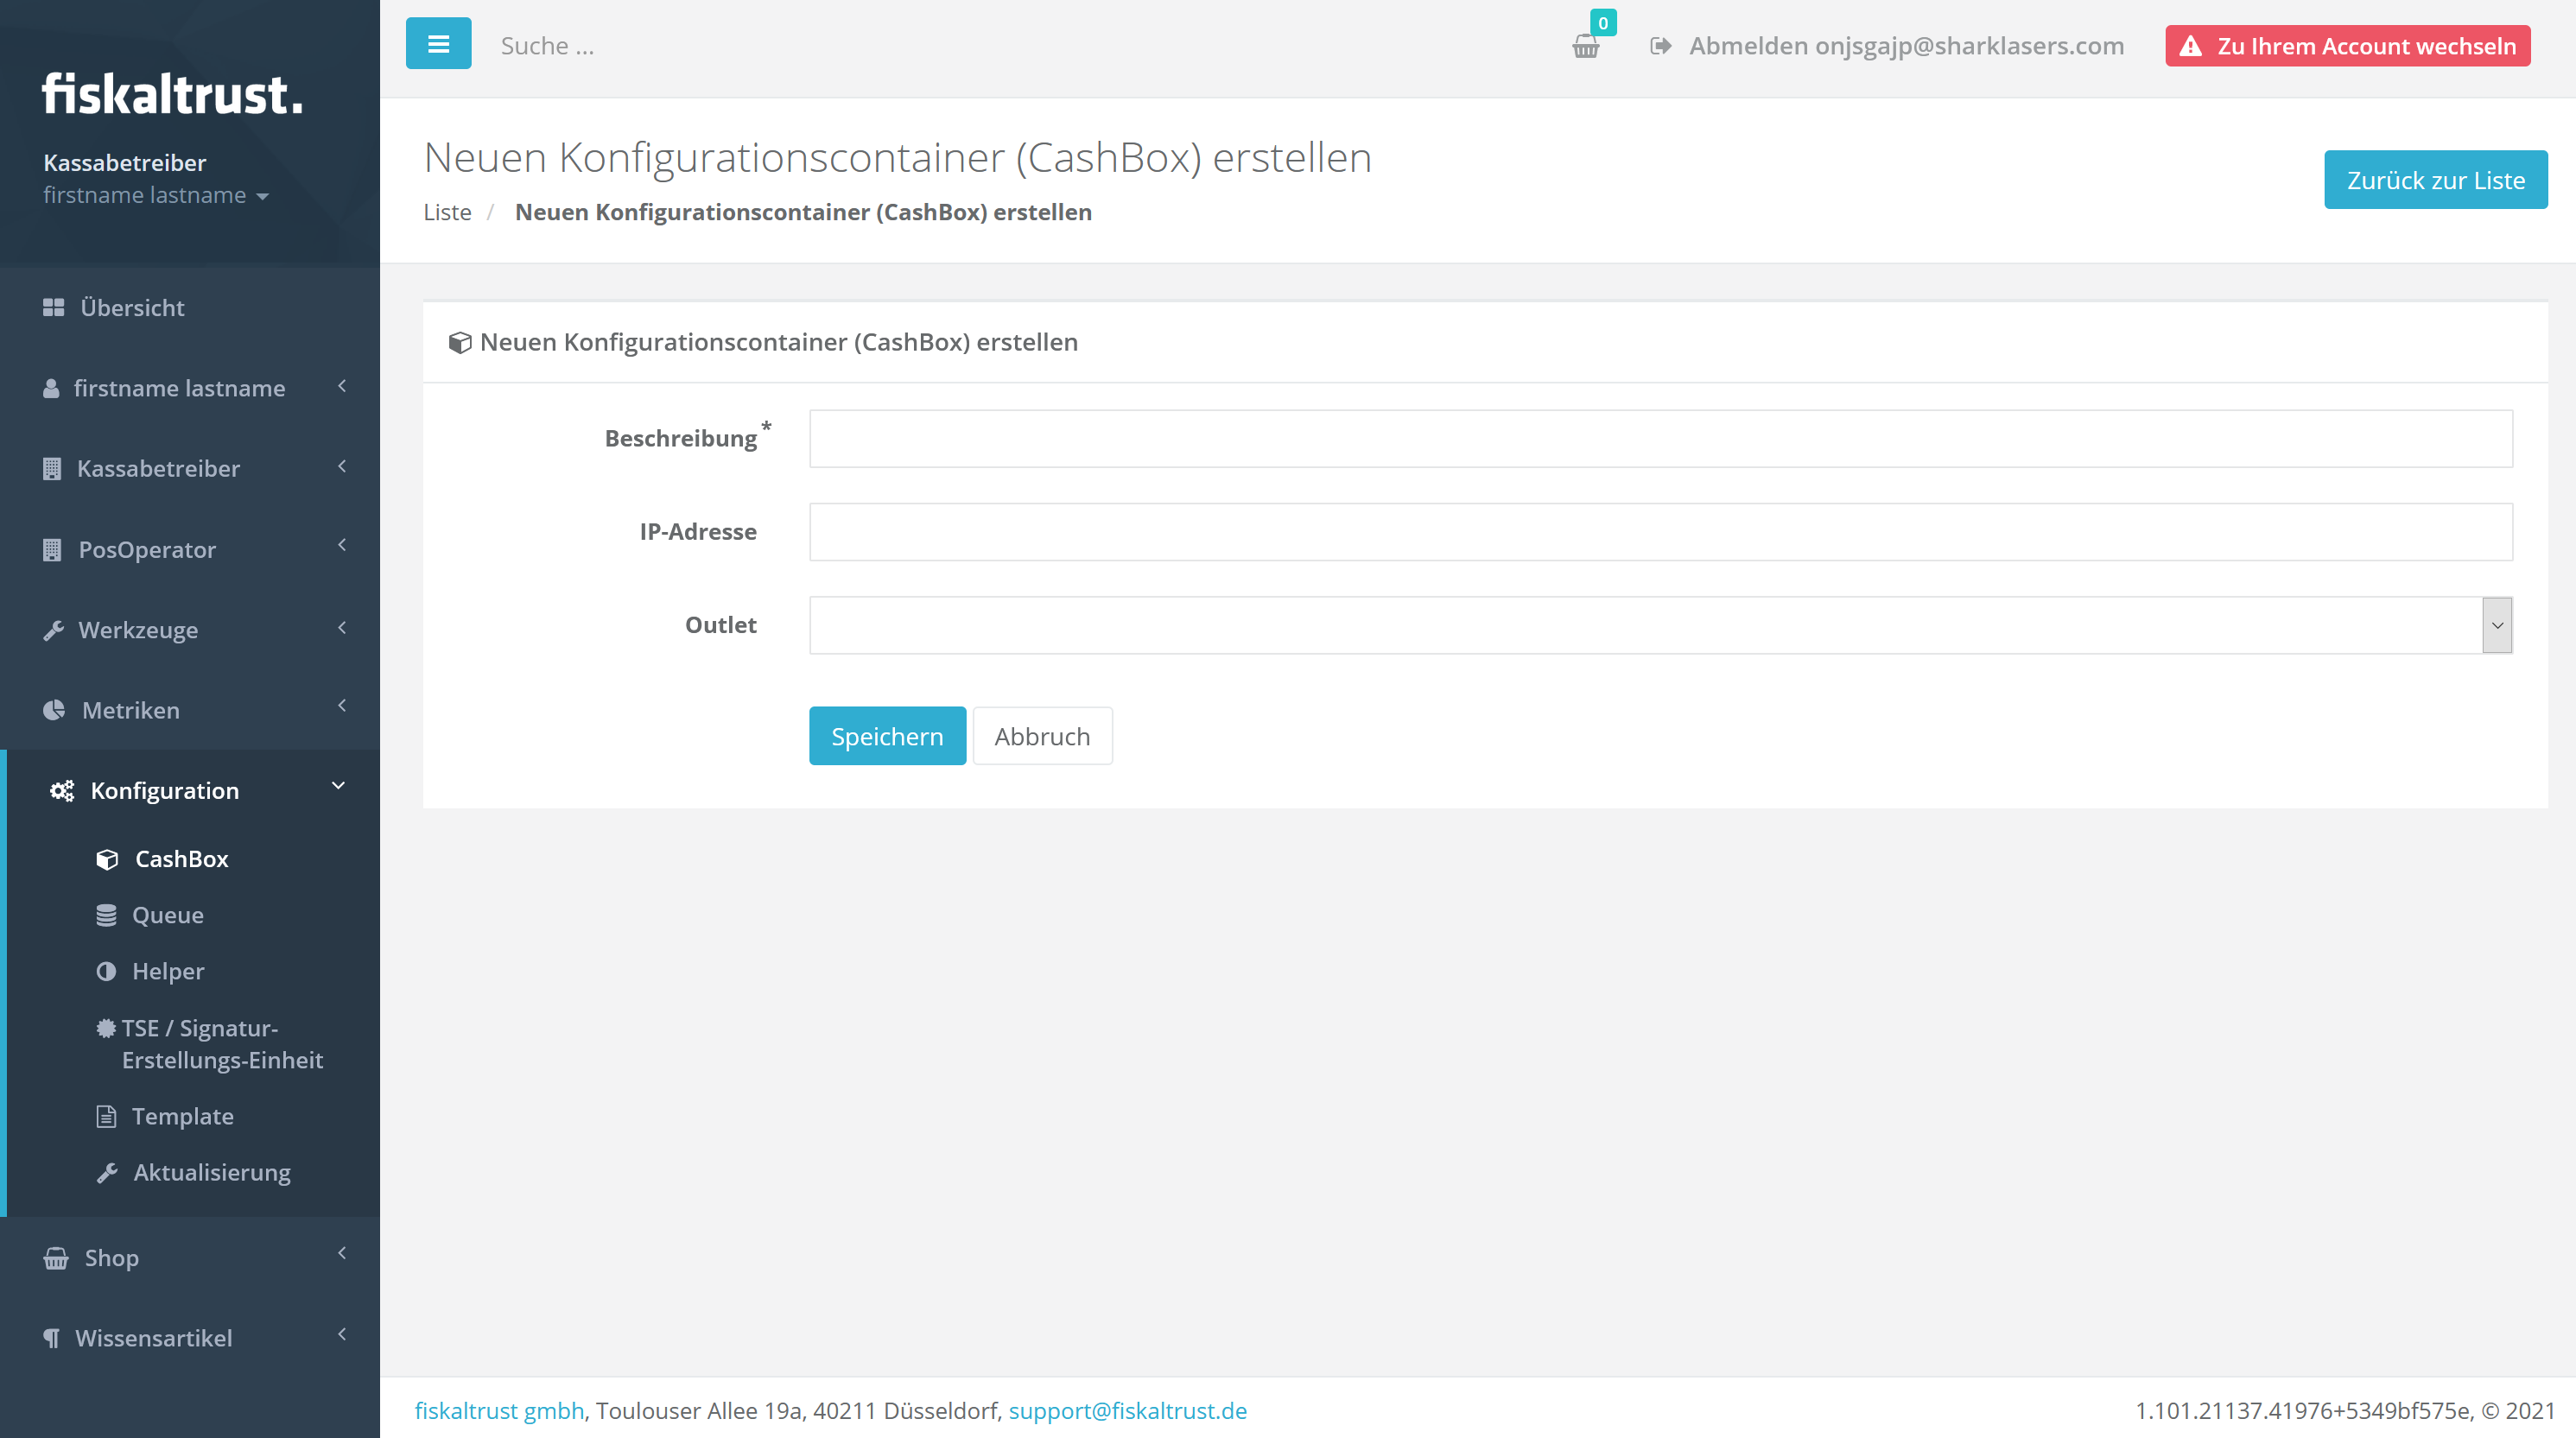 fiskaltrust.
Kassabetreiber
firstname lastname
Übersicht
firstname lastname
Kassabetreiber
PosOperator
Werkzeuge
Metriken
Konfiguration
CashBox
Queue
Helper
TSE / Signatur-
Erstellungs-Einheit
Template
Aktualisierung
Shop
Wissensartikel
Suche ...
0
Abmelden onjsgajp@sharklasers.com
Zu Ihrem Account wechseln
Neuen Konfigurationscontainer (CashBox) erstellen
Liste / Neuen Konfigurationscontainer (CashBox) erstellen
Zurück zur Liste
Neuen Konfigurationscontainer (CashBox) erstellen
Beschreibung *
IP-Adresse
Outlet
Speichern Abbruch
fiskaltrust gmbh, Toulouser Allee 19a, 40211 Düsseldorf, support@fiskaltrust.de
1.101.21137.41976+5349bf575e, © 2021